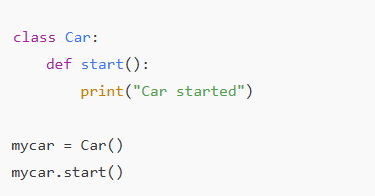 class Car:
    def start():
        print("Car started")

mycar = Car()
mycar.start()